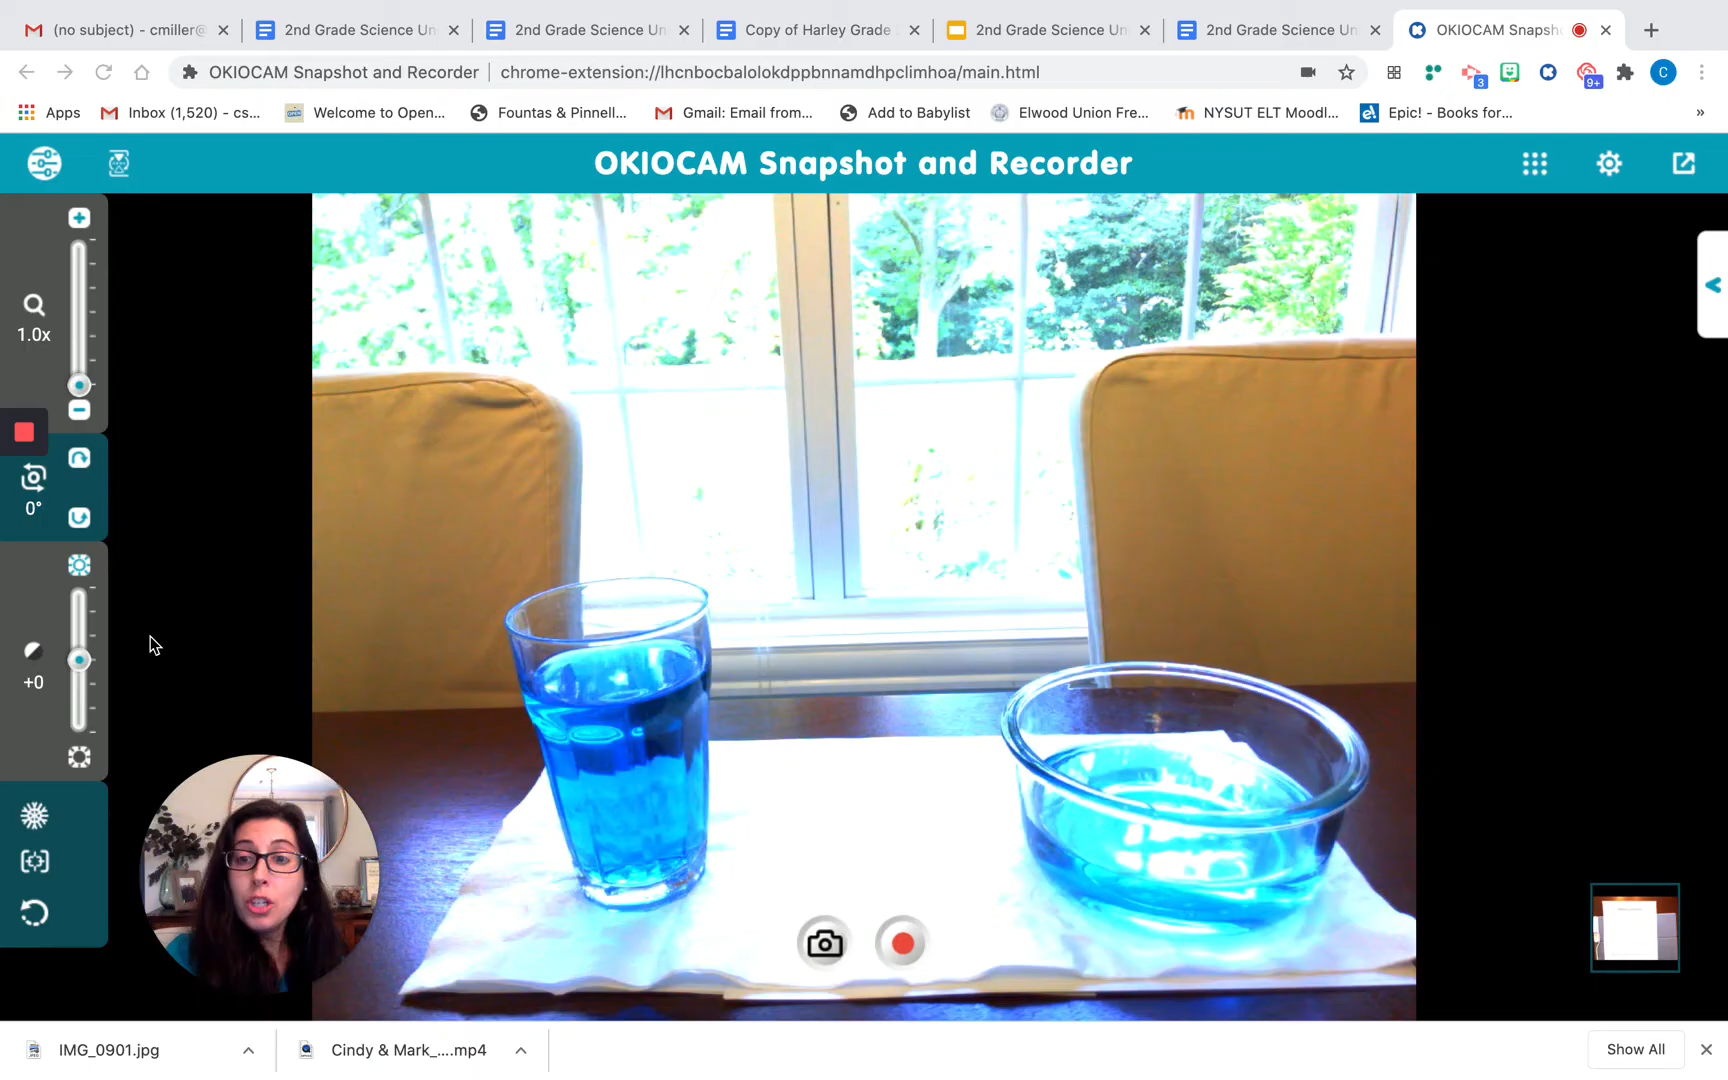 (no subject) - cmiller@
2nd Grade Science Un
2nd Grade Science Un
Copy of Harley Grade
2nd Grade Science Un
2nd Grade Science Un
OKIOCAM Snapsh
OKIOCAM Snapshot and Recorder
chrome-extension://lhcnbocbalolokdppbnnamdhpclimhoa/main.html
3
9+
C
Apps
Inbox (1,520) - cs...
Welcome to Open...
Fountas & Pinnell...
Gmail: Email from...
Add to Babylist
Elwood Union Fre...
NYSUT ELT Moodl...
Epic! - Books for...
»
OKIOCAM Snapshot and Recorder
1.0x
0°
+0
IMG_0901.jpg
Cindy & Mark_....mp4
Show All